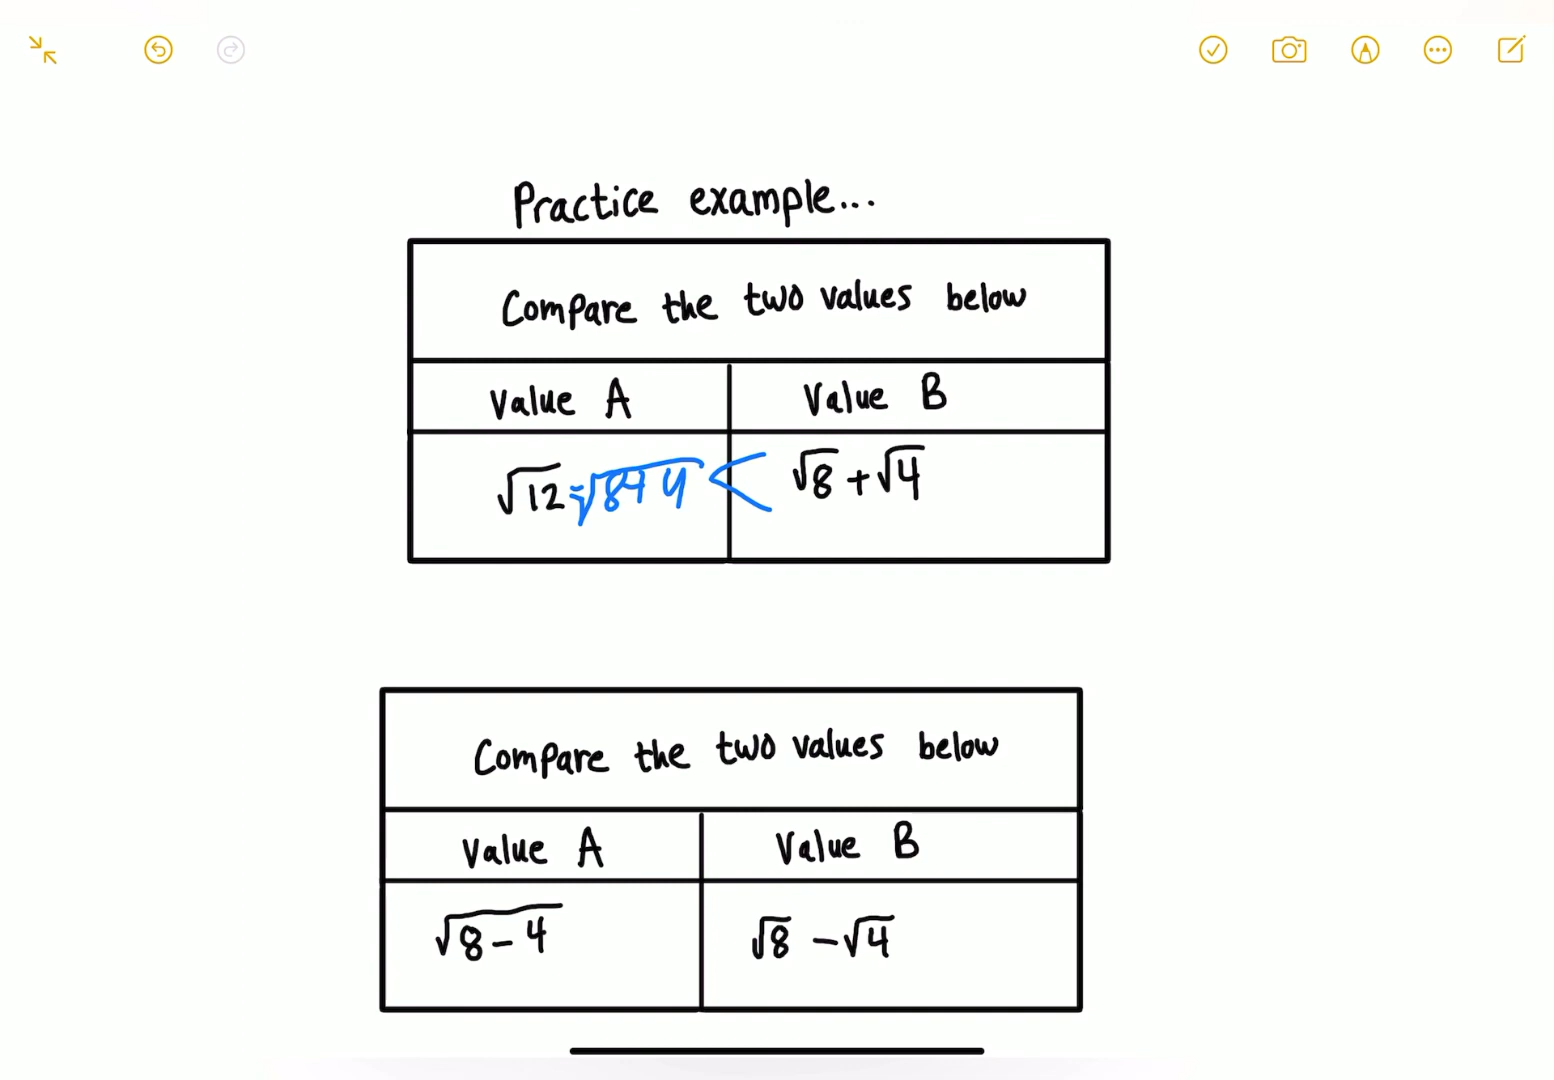 Practice example...
Compare the two values below
Value A Value B
√12 = √8+4 < √8 + √4
Compare the two values below
Value A Value B
√8-4 √8 - √4